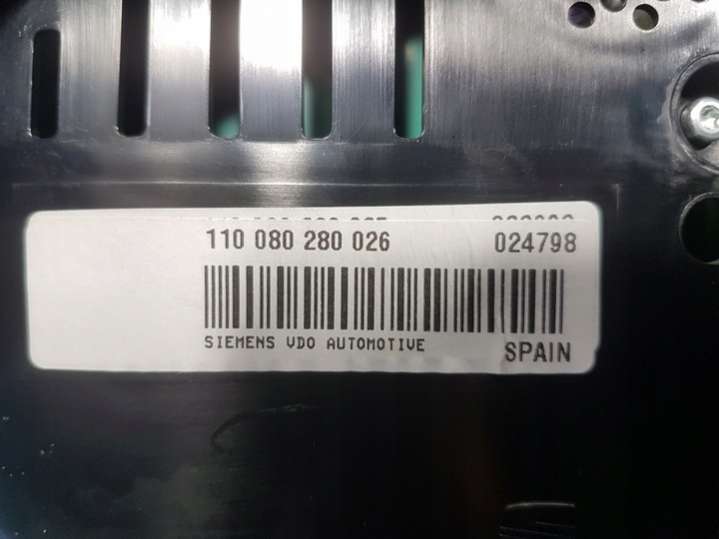 110 080 280 026 024798
SIEMENS VDO AUTOMOTIVE SPAIN